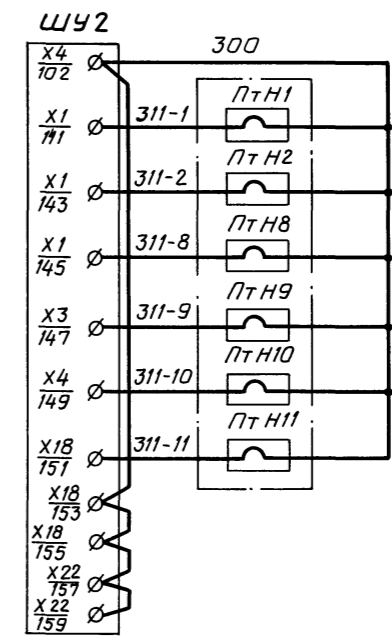 ШУ2
300
X4
102
ПтН1
X1
141
311-1
ПтН2
X1
143
311-2
ПтН8
X1
145
311-8
ПтН9
X3
147
311-9
ПтН10
X4
149
311-10
ПтН11
X18
151
311-11
X18
153
X18
155
X22
157
X22
159